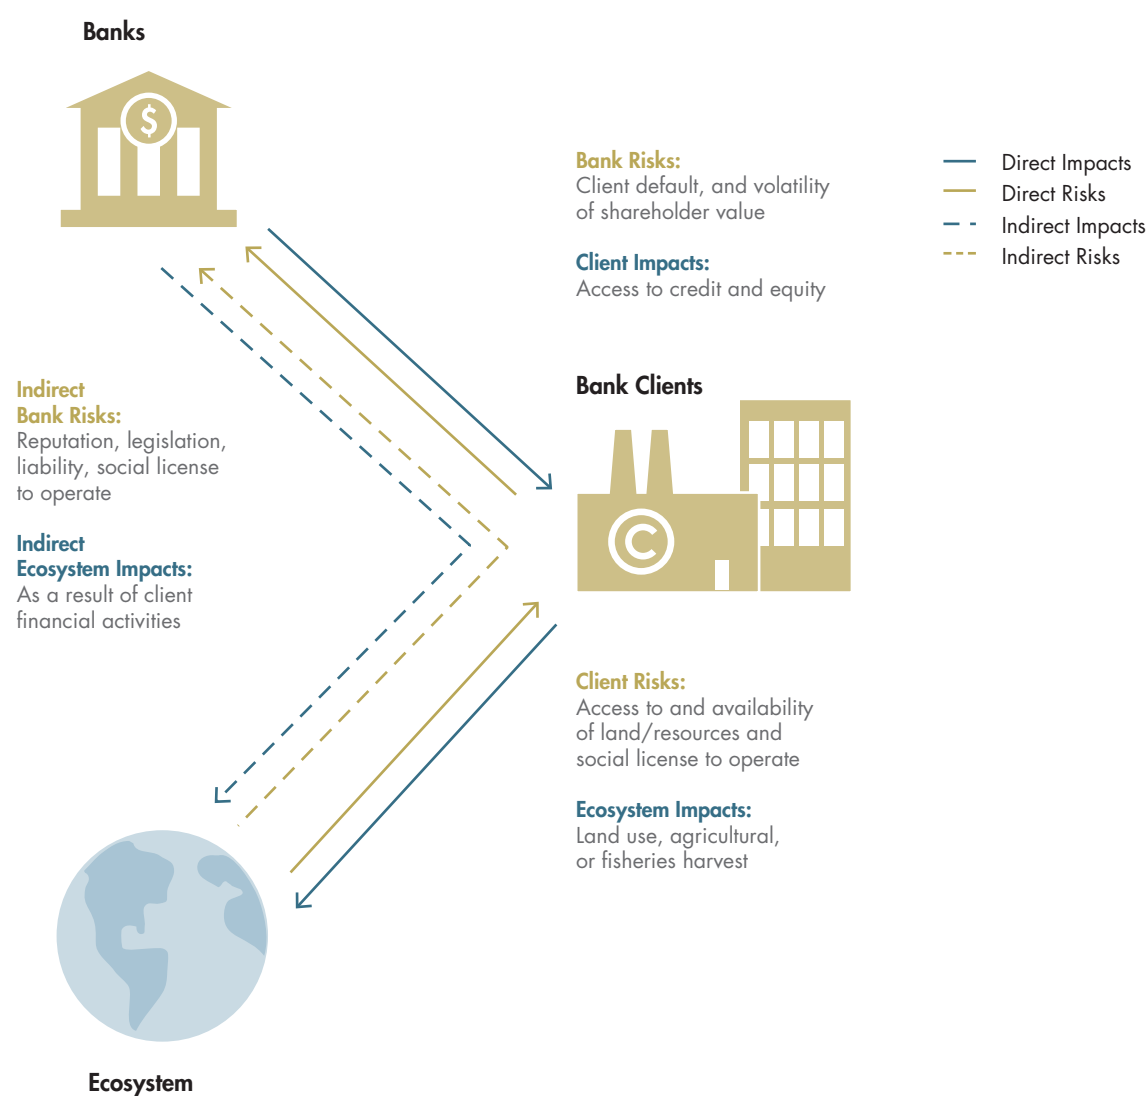 Banks
$
Bank Risks:
Client default, and volatility
of shareholder value
Client Impacts:
Access to credit and equity
Direct Impacts
Direct Risks
Indirect Impacts
Indirect Risks
Indirect
Bank Risks:
Reputation, legislation,
liability, social license
to operate
Indirect
Ecosystem Impacts:
As a result of client
financial activities
Bank Clients
C
Client Risks:
Access to and availability
of land/resources and
social license to operate
Ecosystem Impacts:
Land use, agricultural,
or fisheries harvest
Ecosystem